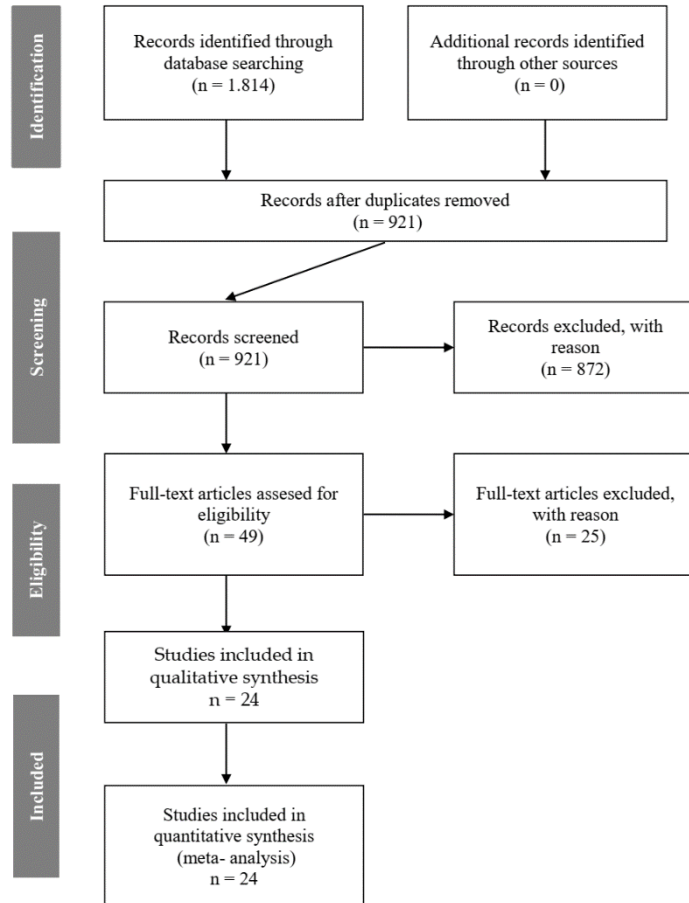 Identification
Records identified through
database searching
(n = 1.814)
Additional records identified
through other sources
(n = 0)
Records after duplicates removed
(n = 921)
Screening
Records screened
(n = 921)
Records excluded, with
reason
(n = 872)
Eligibility
Full-text articles assesed for
eligibility
(n = 49)
Full-text articles excluded,
with reason
(n = 25)
Studies included in
qualitative synthesis
n = 24
Included
Studies included in
quantitative synthesis
(meta- analysis)
n = 24